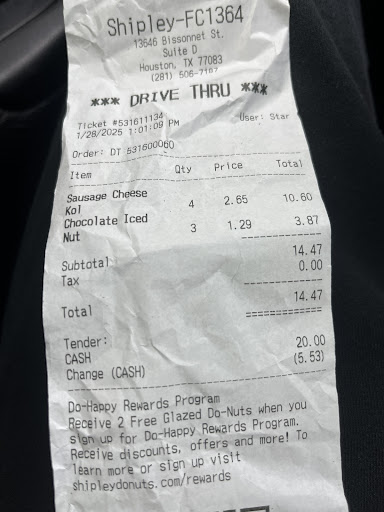 Shipley-FC1364
13646 Bissonnet St.
Suite D
Houston, TX 77083
(281) 506-7187
*** DRIVE THRU ***
Ticket #531611134 User: Star
1/28/2025 1:01:09 PM
Order: DT 531600060
Item Qty Price Total
Sausage Cheese
Kol 4 2.65 10.60
Chocolate Iced
Nut 3 1.29 3.87
Subtotal 14.47
Tax 0.00
Total 14.47
Tender:
CASH 20.00
Change (CASH) (5.53)
Do-Happy Rewards Program
Receive 2 Free Glazed Do-Nuts when you
sign up for Do-Happy Rewards Program.
Receive discounts, offers and more! To
learn more or sign up visit
shipleydonuts.com/rewards